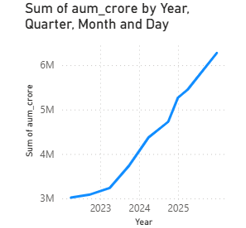 Sum of aum_crore by Year,
Quarter, Month and Day
6M
5M
4M
3M
Sum of aum_crore
2023 2024 2025
Year